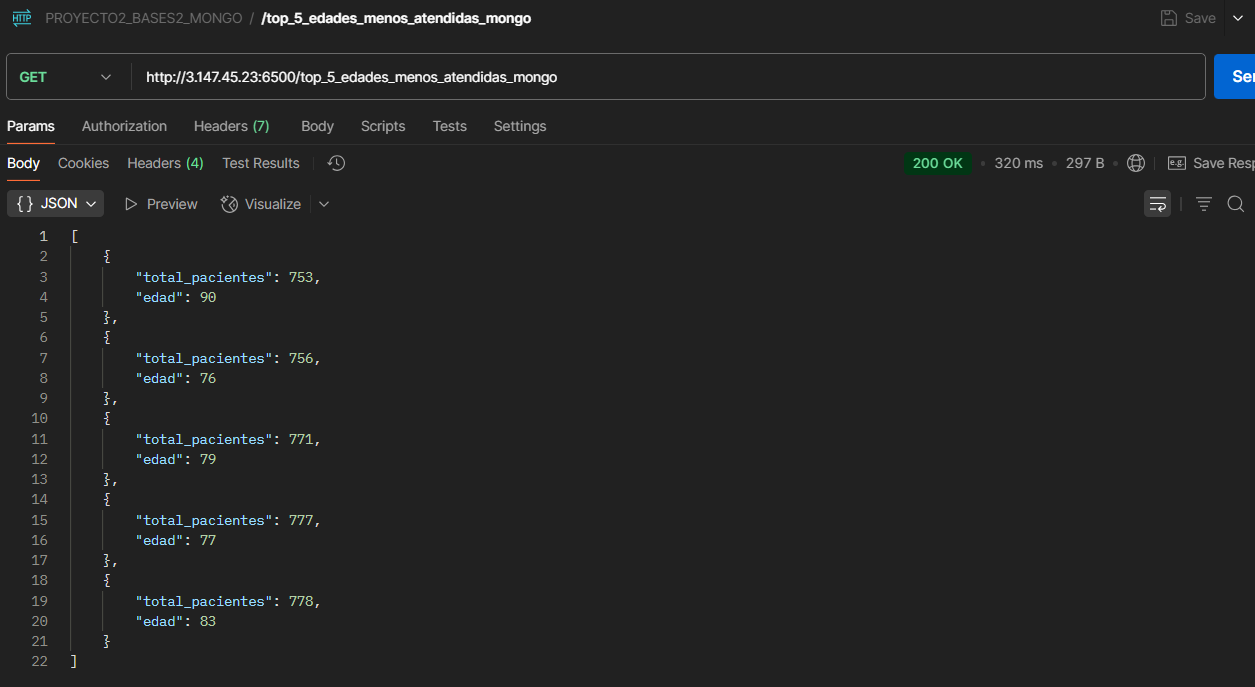 HTTP PROYECTO2_BASES2_MONGO / /top_5_edades_menos_atendidas_mongo Save
GET http://3.147.45.23:6500/top_5_edades_menos_atendidas_mongo Ser
Params Authorization Headers (7) Body Scripts Tests Settings
Body Cookies Headers (4) Test Results 200 OK • 320 ms • 297 B • e.g. Save Resp
{} JSON Preview Visualize
1 [
2 {
3 "total_pacientes": 753,
4 "edad": 90
5 },
6 {
7 "total_pacientes": 756,
8 "edad": 76
9 },
10 {
11 "total_pacientes": 771,
12 "edad": 79
13 },
14 {
15 "total_pacientes": 777,
16 "edad": 77
17 },
18 {
19 "total_pacientes": 778,
20 "edad": 83
21 }
22 ]